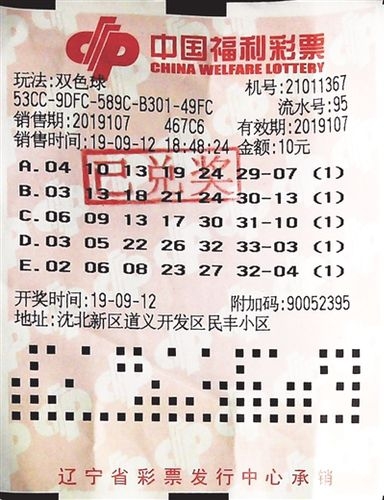 中国福利彩票
CHINA WELFARE LOTTERY
玩法:双色球 机号:21011367
53CC-9DFC-589C-B301-49FC 流水号:95
销售期:2019107 467C6 有效期:2019107
销售时间:19-09-12 18:48:24 金额:10元
已兑奖
A.04 10 13 19 24 29-07 (1)
B.03 13 18 21 24 30-13 (1)
C.06 09 13 17 30 31-10 (1)
D.03 05 22 26 32 33-03 (1)
E.02 06 08 23 27 32-04 (1)
开奖时间:19-09-12 附加码:90052395
地址:沈北新区道义开发区民丰小区
辽宁省彩票发行中心承销